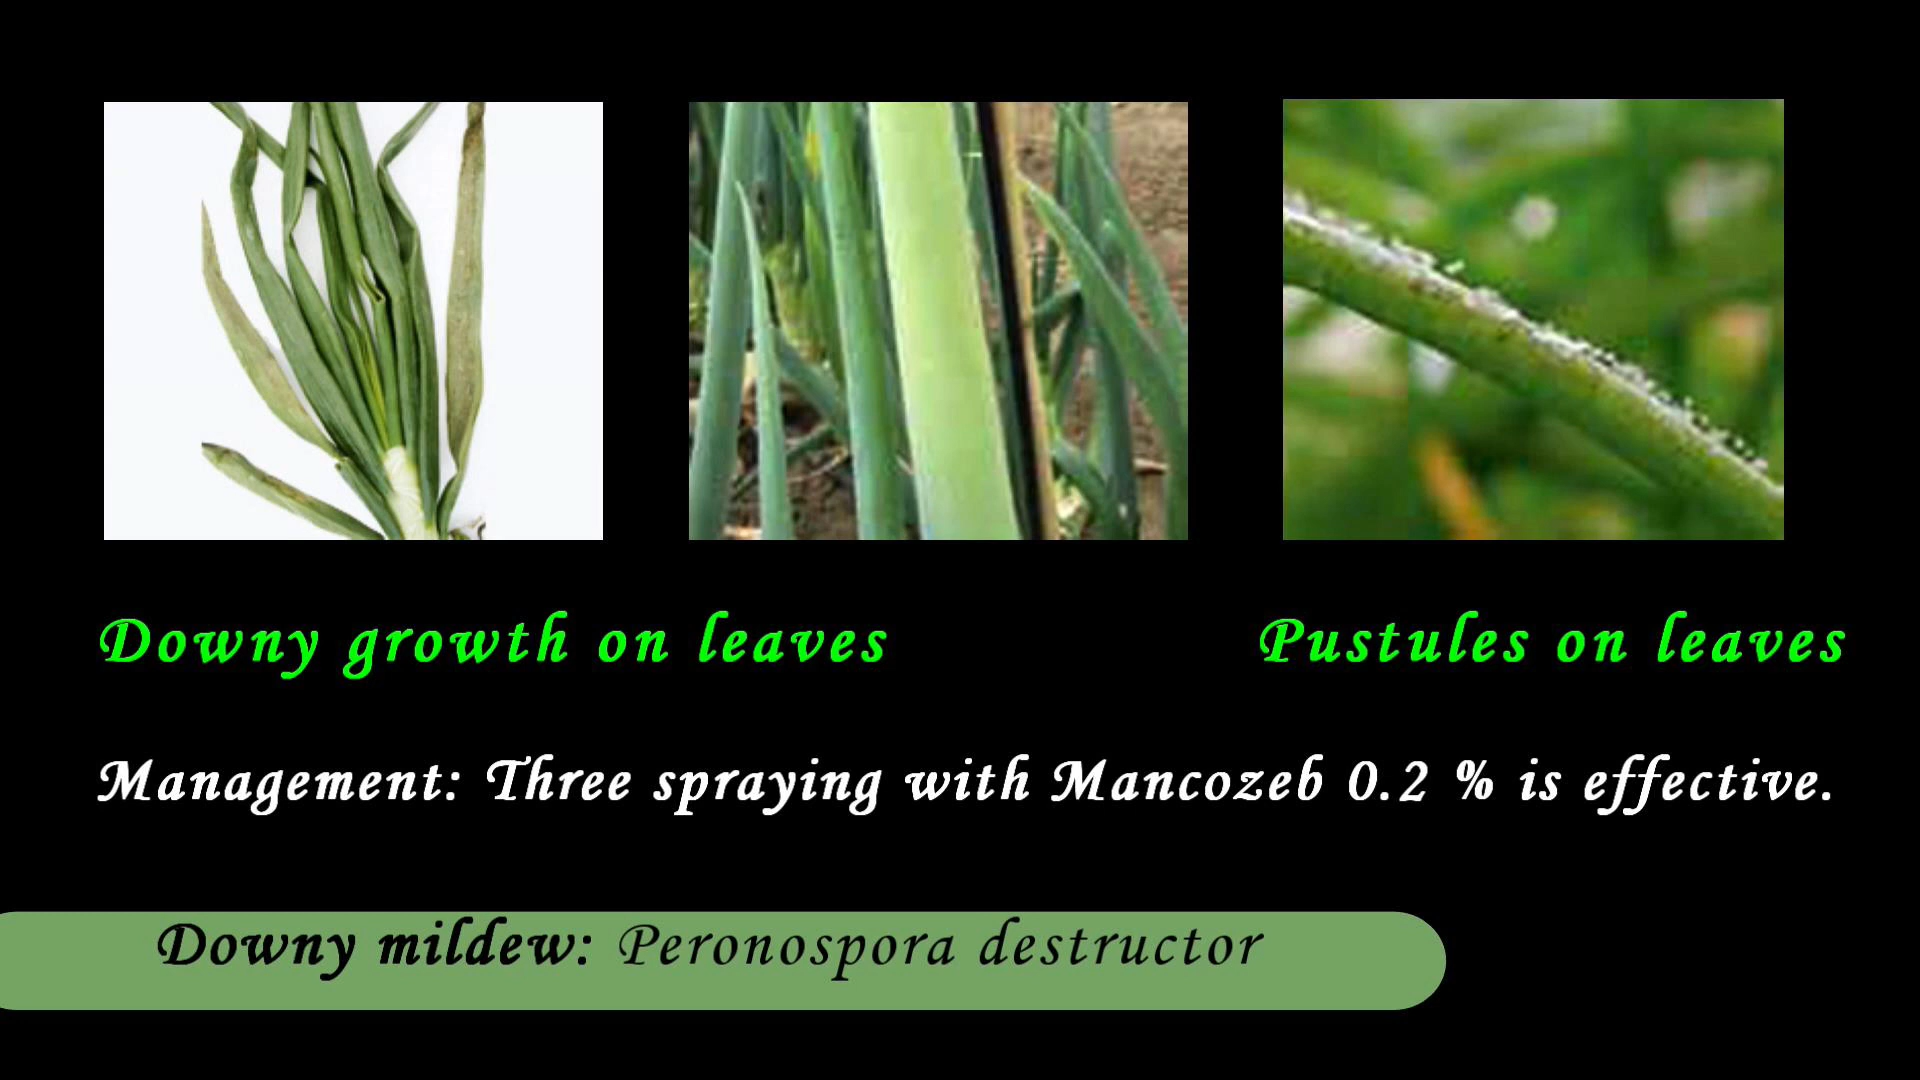 Downy growth on leaves
Pustules on leaves
Management: Three spraying with Mancozeb 0.2 % is effective.
Downy mildew: Peronospora destructor